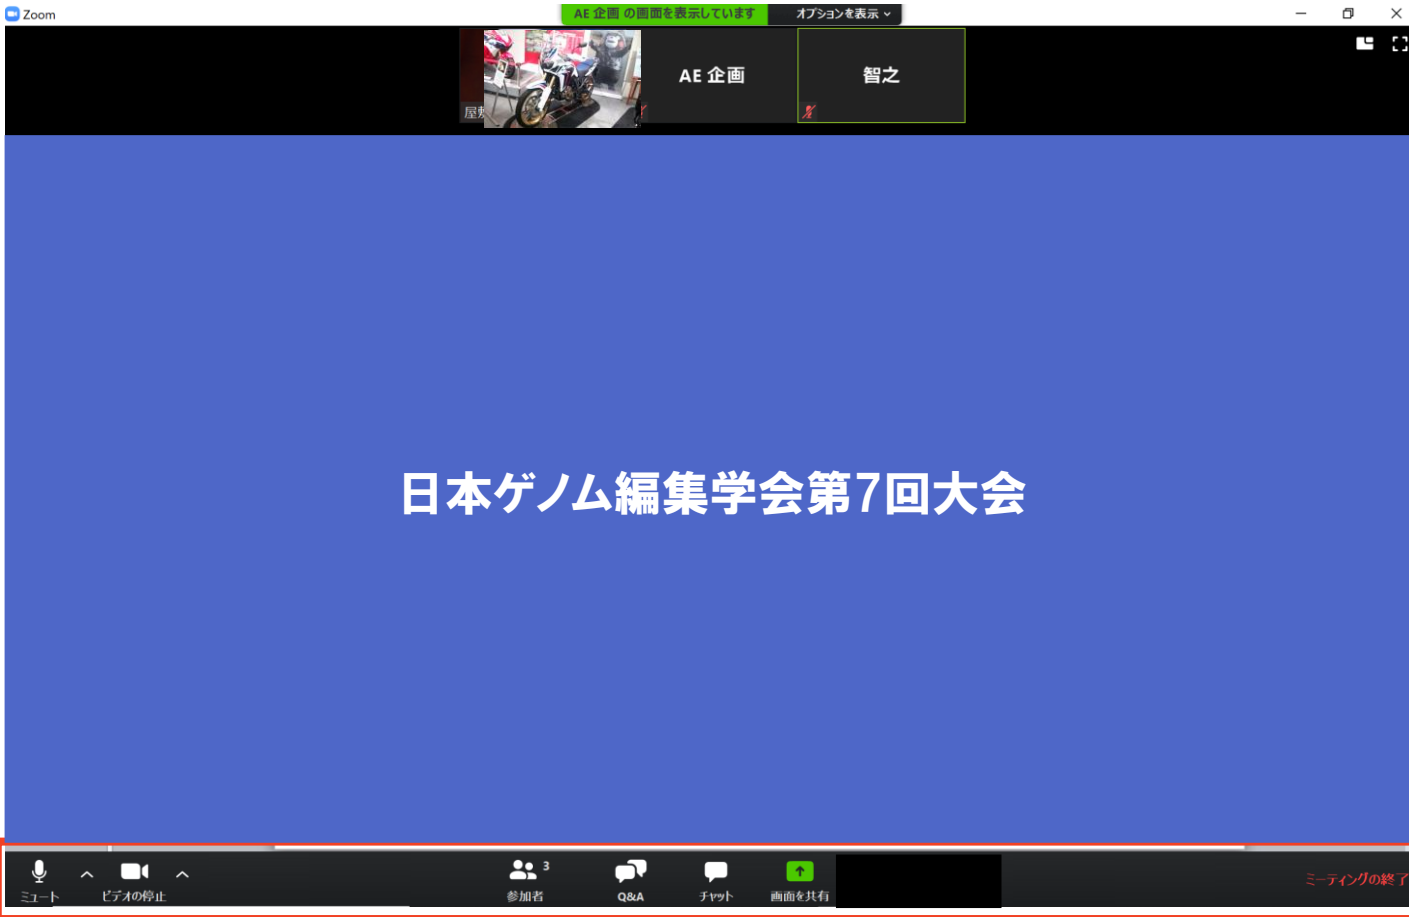 Zoom
AE 企画 の画面を表示しています
オプションを表示
AE 企画
智之
日本ゲノム編集学会第7回大会
ミュート
ビデオの停止
3
参加者
Q&A
チャット
画面を共有
ミーティングの終了